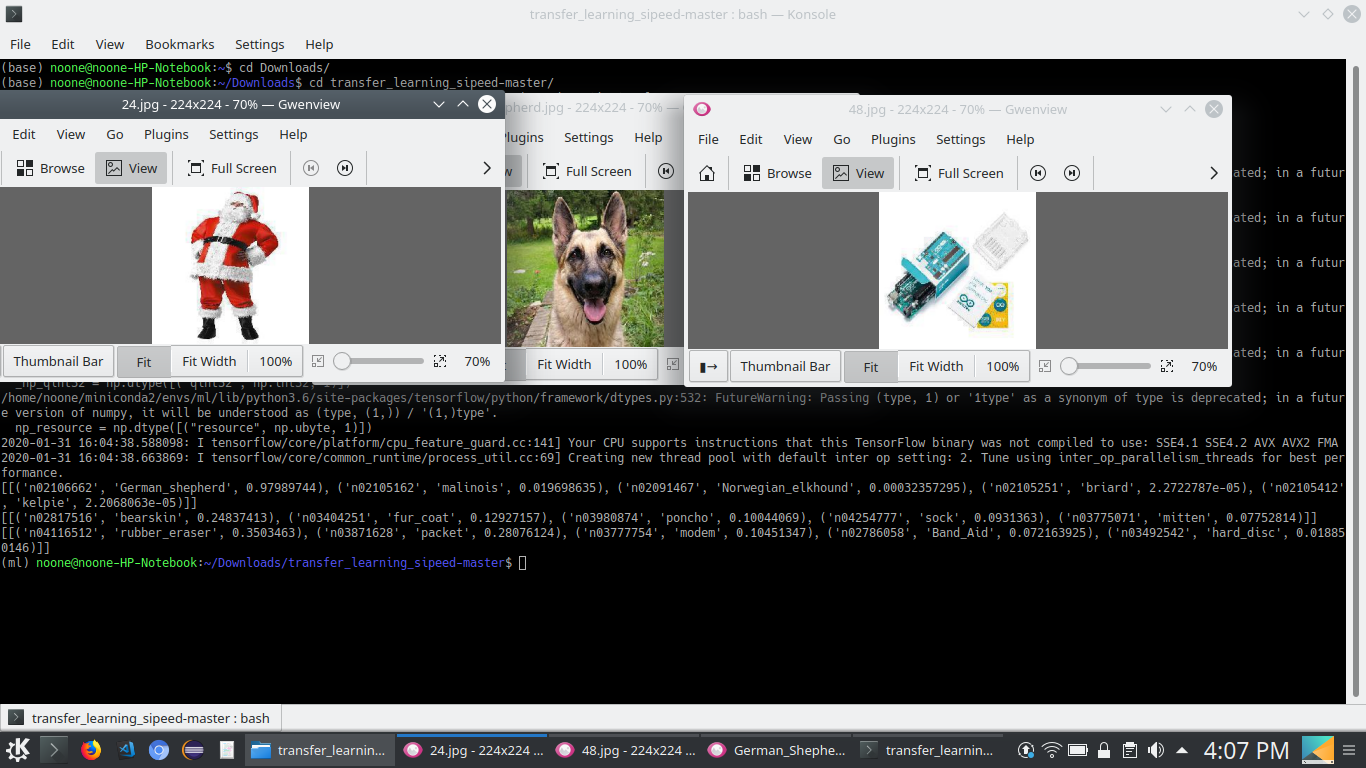 transfer_learning_sipeed-master : bash — Konsole
File Edit View Bookmarks Settings Help
(base) noone@noone-HP-Notebook:~$ cd Downloads/
(base) noone@noone-HP-Notebook:~/Downloads$ cd transfer_learning_sipeed-master/
24.jpg - 224x224 - 70% — Gwenview
Edit View Go Plugins Settings Help
Browse View Full Screen
Thumbnail Bar Fit Fit Width 100% 70%
pherd.jpg - 224x224 - 70% —
lugins Settings Help
w Full Screen
Fit Width 100%
48.jpg - 224x224 - 70% — Gwenview
File Edit View Go Plugins Settings Help
Browse View Full Screen
Thumbnail Bar Fit Fit Width 100% 70%
ated; in a futur
ated; in a futur
ated; in a futur
ated; in a futur
ated; in a futur
_np_qint32 = np.dtype([("qint32", np.int32, 1)])
/home/noone/miniconda2/envs/ml/lib/python3.6/site-packages/tensorflow/python/framework/dtypes.py:532: FutureWarning: Passing (type, 1) or '1type' as a synonym of type is deprecated; in a futur
e version of numpy, it will be understood as (type, (1,)) / '(1,)type'.
np_resource = np.dtype([("resource", np.ubyte, 1)])
2020-01-31 16:04:38.588098: I tensorflow/core/platform/cpu_feature_guard.cc:141] Your CPU supports instructions that this TensorFlow binary was not compiled to use: SSE4.1 SSE4.2 AVX AVX2 FMA
2020-01-31 16:04:38.663869: I tensorflow/core/common_runtime/process_util.cc:69] Creating new thread pool with default inter op setting: 2. Tune using inter_op_parallelism_threads for best per
formance.
[[('n02106662', 'German_shepherd', 0.97989744), ('n02105162', 'malinois', 0.019698635), ('n02091467', 'Norwegian_elkhound', 0.00032357295), ('n02105251', 'briard', 2.2722787e-05), ('n02105412'
, 'kelpie', 2.2068063e-05)]]
[[('n02817516', 'bearskin', 0.24837413), ('n03404251', 'fur_coat', 0.12927157), ('n03980874', 'poncho', 0.10044069), ('n04254777', 'sock', 0.0931363), ('n03775071', 'mitten', 0.07752814)]]
[[('n04116512', 'rubber_eraser', 0.3503463), ('n03871628', 'packet', 0.28076124), ('n03777754', 'modem', 0.10451347), ('n02786058', 'Band_Aid', 0.072163925), ('n03492542', 'hard_disc', 0.01885
0146)]]
(ml) noone@noone-HP-Notebook:~/Downloads/transfer_learning_sipeed-master$
transfer_learning_sipeed-master : bash
transfer_learnin... 24.jpg - 224x224 ... 48.jpg - 224x224 ... German_Shephe... transfer_learnin... 4:07 PM